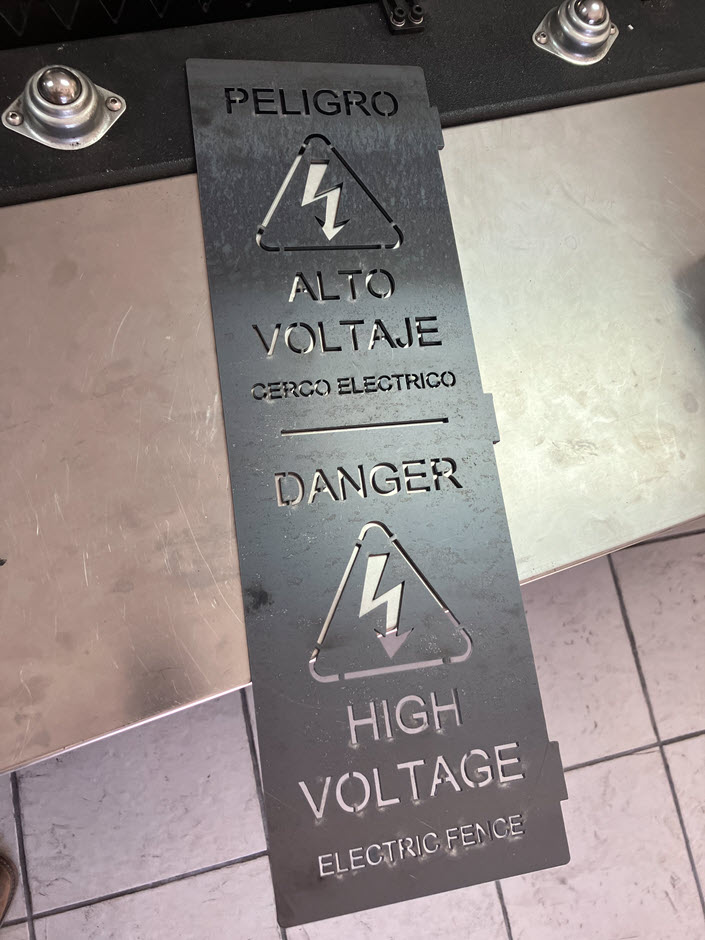 PELIGRO
ALTO
VOLTAJE
CERCO ELECTRICO
DANGER
HIGH
VOLTAGE
ELECTRIC FENCE